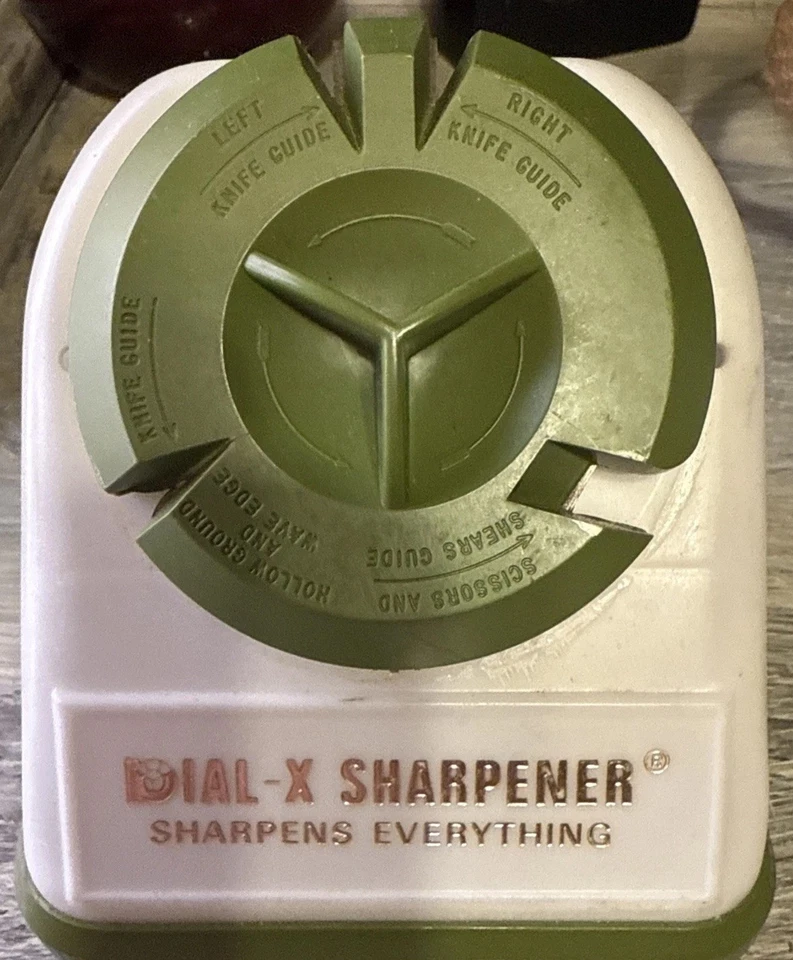 LEFT
KNIFE GUIDE
RIGHT
KNIFE GUIDE
KNIFE GUIDE
HOLLOW GROUND
AND
WAVE EDGE
SCISSORS AND
SHEARS GUIDE
DIAL-X SHARPENER®
SHARPENS EVERYTHING